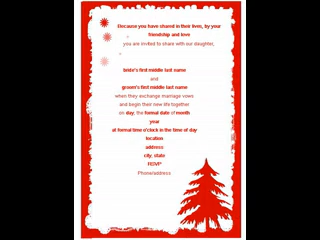 Because you have shared in their lives, by your
friendship and love
you are invited to share with our daughter,
bride's first middle last name
and
groom's first middle last name
when they exchange marriage vows
and begin their new life together
on day, the formal date of month
year
at formal time o'clock in the time of day
location
address
city, state
RSVP
Phone/address